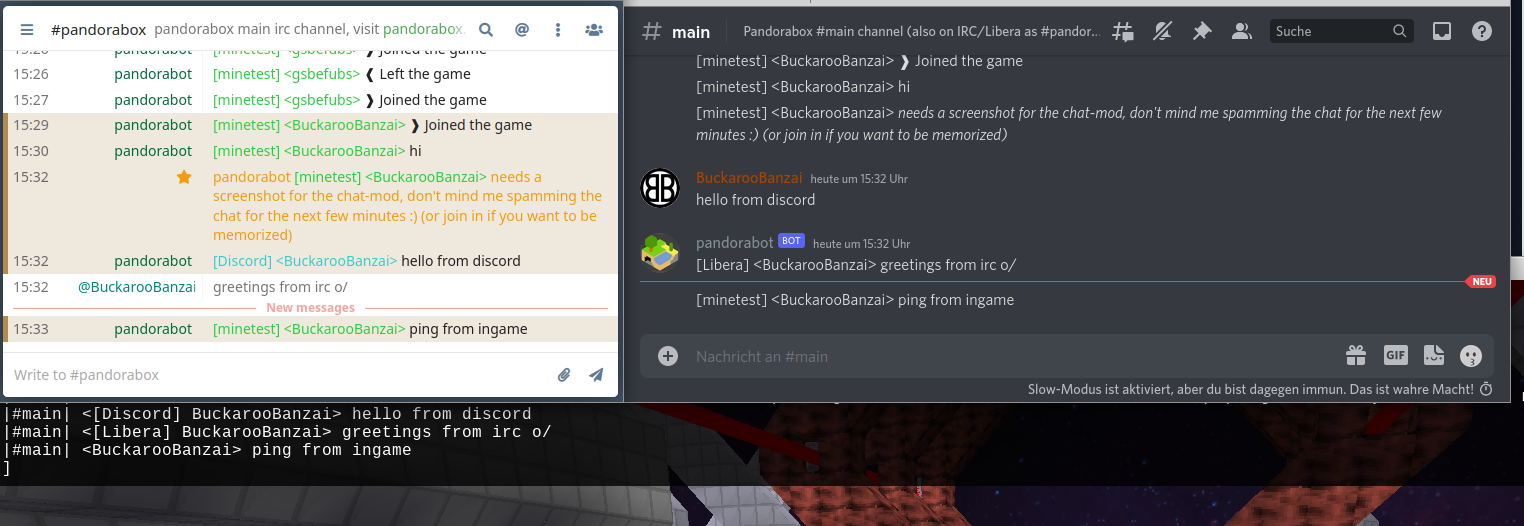 #pandorabox pandorabox main irc channel, visit pandorabox.
15:26 pandorabot [minetest] <gsbefubs> ❱ Joined the game
15:26 pandorabot [minetest] <gsbefubs> ❰ Left the game
15:27 pandorabot [minetest] <gsbefubs> ❱ Joined the game
15:29 pandorabot [minetest] <BuckarooBanzai> ❱ Joined the game
15:30 pandorabot [minetest] <BuckarooBanzai> hi
15:32 pandorabot [minetest] <BuckarooBanzai> needs a
screenshot for the chat-mod, don't mind me spamming the
chat for the next few minutes :) (or join in if you want to be
memorized)
15:32 pandorabot [Discord] <BuckarooBanzai> hello from discord
15:32 @BuckarooBanzai greetings from irc o/
New messages
15:33 pandorabot [minetest] <BuckarooBanzai> ping from ingame
Write to #pandorabox
# main Pandorabox #main channel (also on IRC/Libera as #pandor...
Suche
[minetest] <BuckarooBanzai> ❱ Joined the game
[minetest] <BuckarooBanzai> hi
[minetest] <BuckarooBanzai> needs a screenshot for the chat-mod, don't mind me spamming the chat for the next few
minutes :) (or join in if you want to be memorized)
BuckarooBanzai heute um 15:32 Uhr
hello from discord
pandorabot BOT heute um 15:32 Uhr
[Libera] <BuckarooBanzai> greetings from irc o/
NEU
[minetest] <BuckarooBanzai> ping from ingame
Nachricht an #main
GIF
Slow-Modus ist aktiviert, aber du bist dagegen immun. Das ist wahre Macht!
|#main| <[Discord] BuckarooBanzai> hello from discord
|#main| <[Libera] BuckarooBanzai> greetings from irc o/
|#main| <BuckarooBanzai> ping from ingame
]